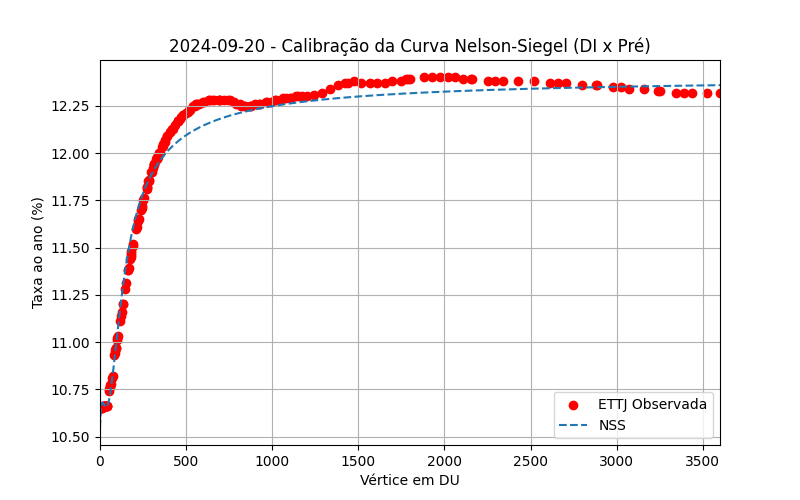 2024-09-20 - Calibração da Curva Nelson-Siegel (DI x Pré)
Taxa ao ano (%)
12.25
12.00
11.75
11.50
11.25
11.00
10.75
10.50
ETTJ Observada
NSS
0 500 1000 1500 2000 2500 3000 3500
Vértice em DU